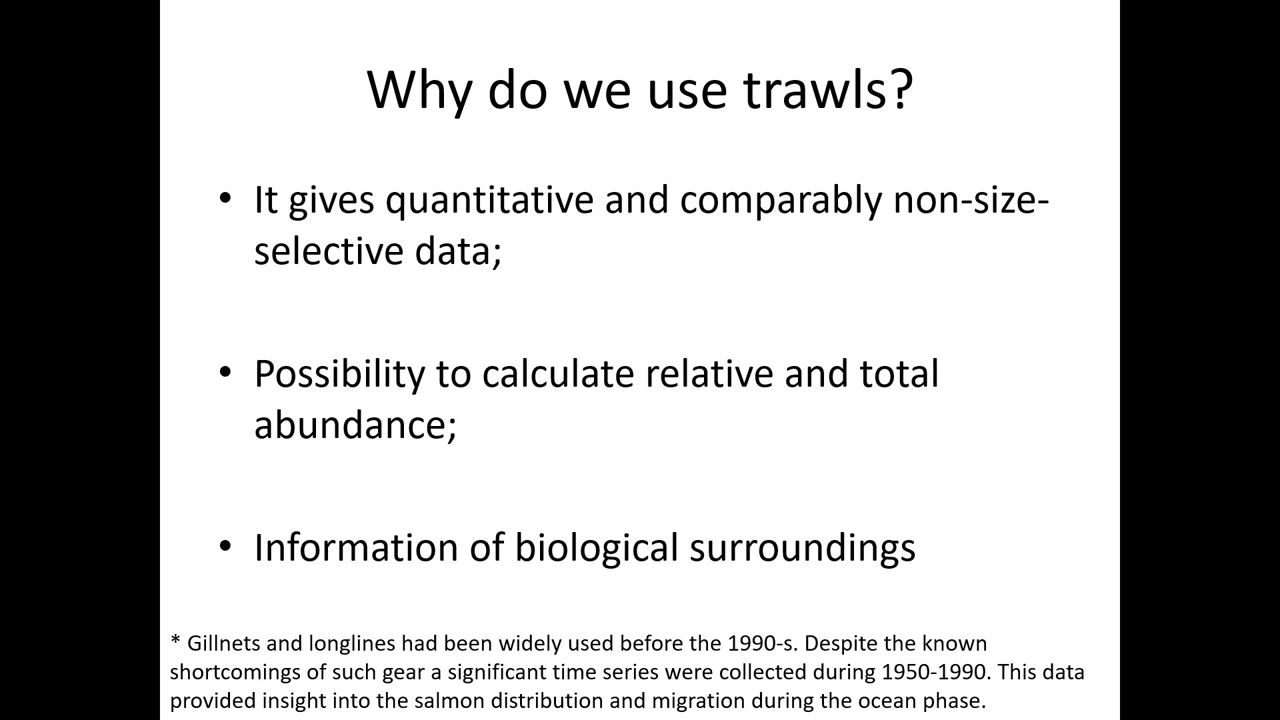 Why do we use trawls?
• It gives quantitative and comparably non-size-
selective data;
• Possibility to calculate relative and total
abundance;
• Information of biological surroundings
* Gillnets and longlines had been widely used before the 1990-s. Despite the known
shortcomings of such gear a significant time series were collected during 1950-1990. This data
provided insight into the salmon distribution and migration during the ocean phase.